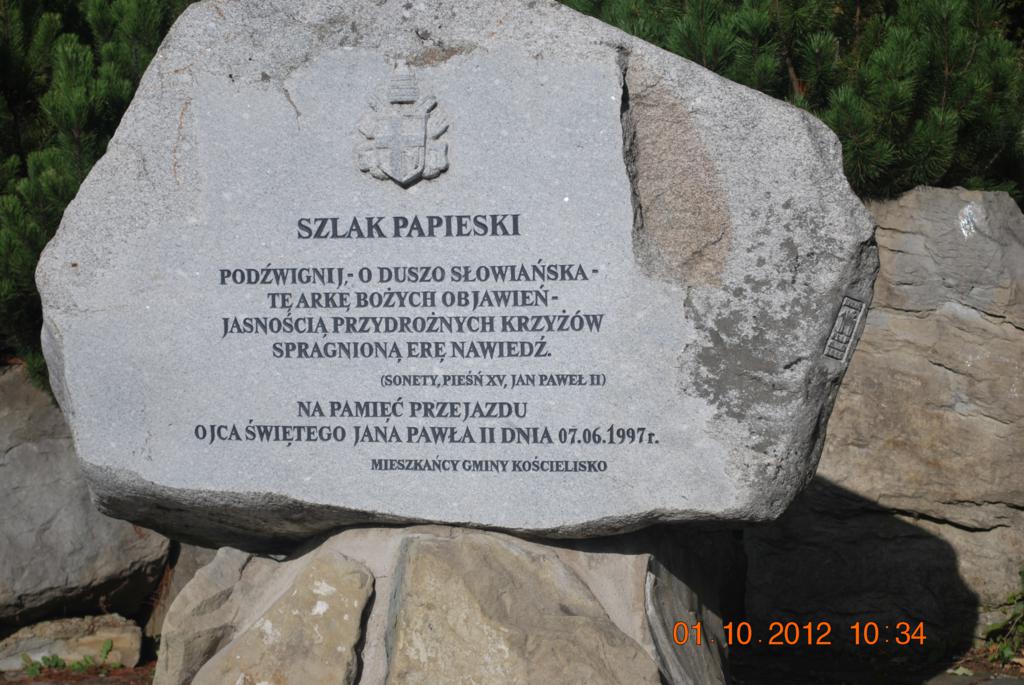 SZLAK PAPIESKI
PODŹWIGNIJ,- O DUSZO SŁOWIAŃSKA -
TĘ ARKĘ BOŻYCH OBJAWIEŃ -
JASNOŚCIĄ PRZYDROŻNYCH KRZYŻÓW
SPRAGNIONĄ ERĘ NAWIEDŹ.
(SONETY, PIEŚŃ XV, JAN PAWEŁ II)
NA PAMIĘĆ PRZEJAZDU
OJCA ŚWIĘTEGO JANA PAWŁA II DNIA 07.06.1997r.
MIESZKAŃCY GMINY KOŚCIELISKO
01.10.2012 10:34